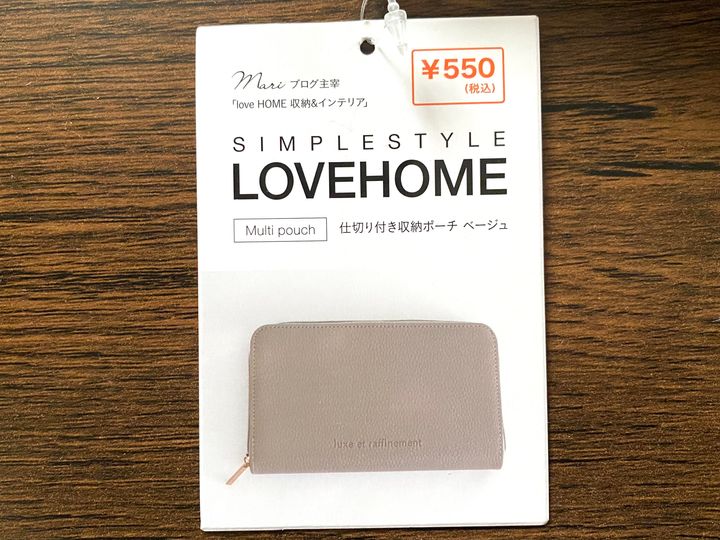 Mari ブログ主宰
「love HOME 収納&インテリア」
¥550
(税込)
SIMPLESTYLE
LOVEHOME
Multi pouch
仕切り付き収納ポーチ ベージュ
luxe et raffinement